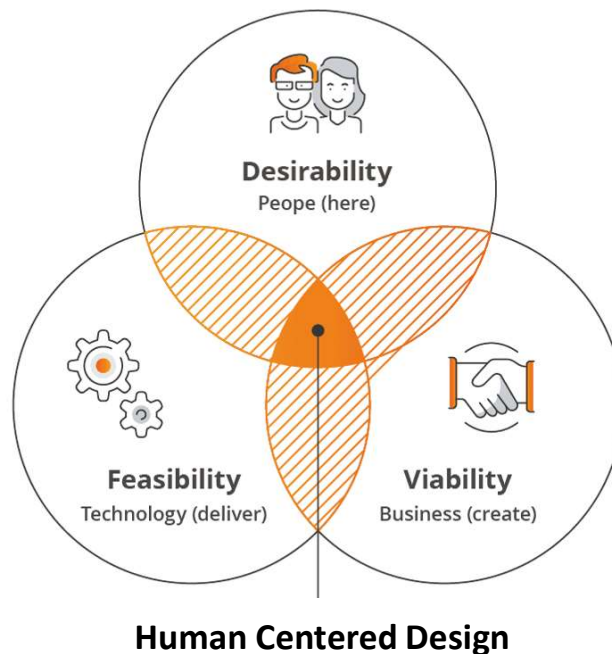 Desirability
Peope (here)
Feasibility
Technology (deliver)
Viability
Business (create)
Human Centered Design